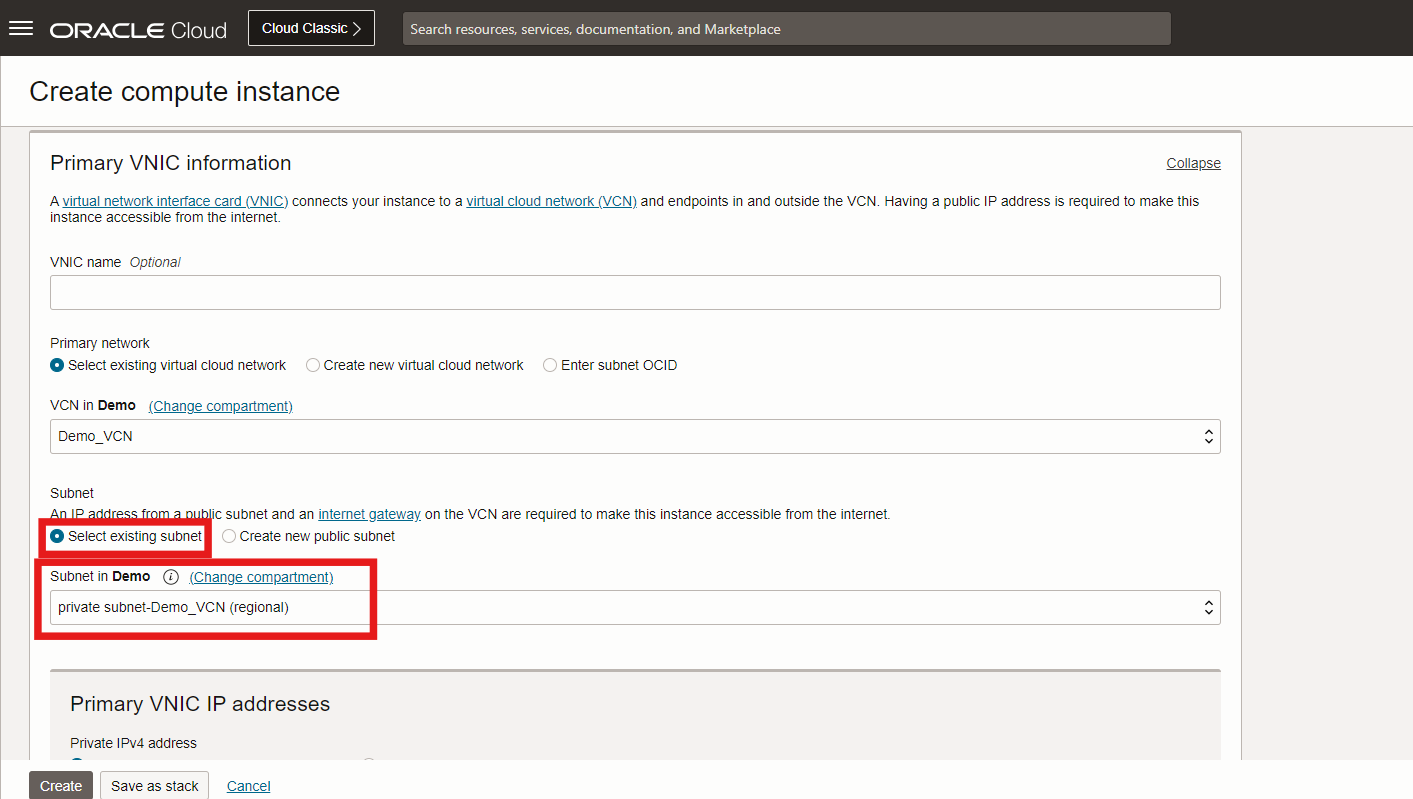 ORACLE Cloud
Cloud Classic
Search resources, services, documentation, and Marketplace
Create compute instance
Primary VNIC information
Collapse
A virtual network interface card (VNIC) connects your instance to a virtual cloud network (VCN) and endpoints in and outside the VCN. Having a public IP address is required to make this
instance accessible from the internet.
VNIC name Optional
Primary network
Select existing virtual cloud network Create new virtual cloud network Enter subnet OCID
VCN in Demo (Change compartment)
Demo_VCN
Subnet
An IP address from a public subnet and an internet gateway on the VCN are required to make this instance accessible from the internet.
Select existing subnet Create new public subnet
Subnet in Demo (Change compartment)
private subnet-Demo_VCN (regional)
Primary VNIC IP addresses
Private IPv4 address
Create Save as stack Cancel